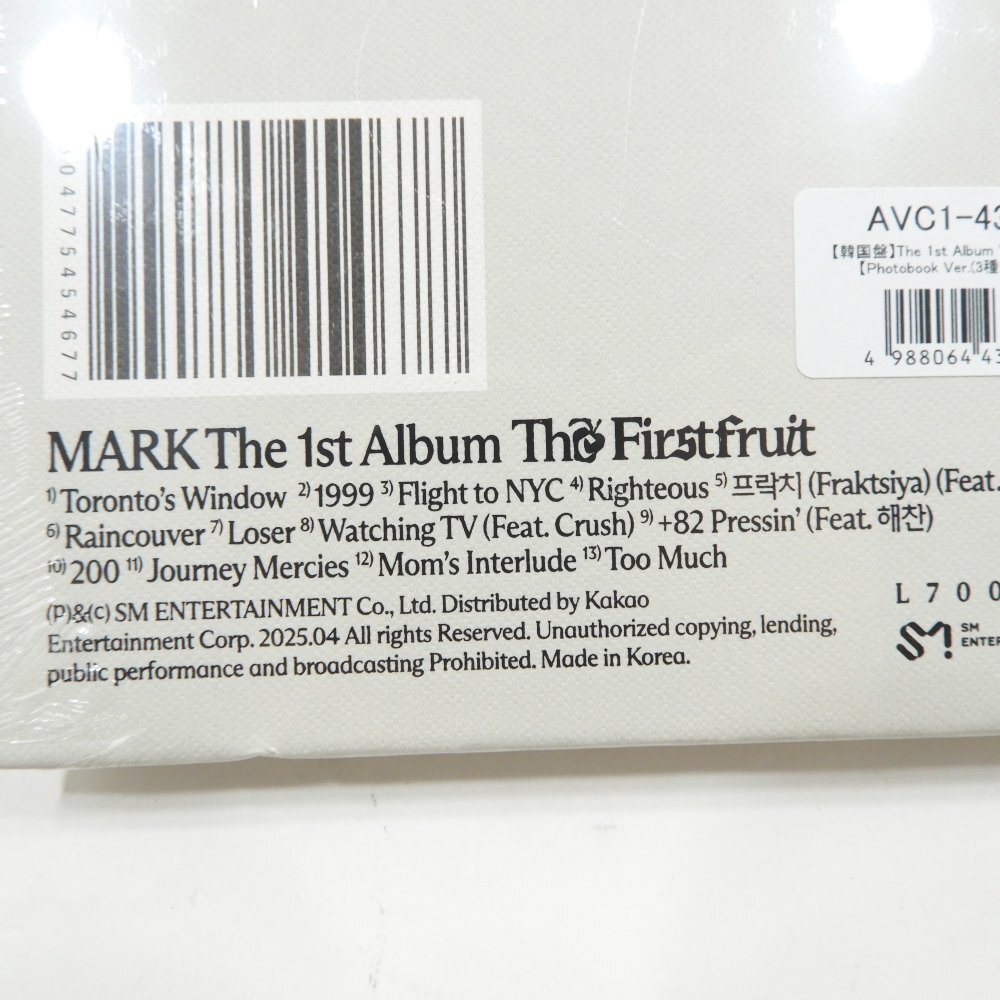 0477545467 7
AVC1-43
【韓国盤】The 1st Album
【Photobook Ver.(3種
4 988064 43
MARK The 1st Album The Firstfruit
1) Toronto's Window 2) 1999 3) Flight to NYC 4) Righteous 5) 프락치 (Fraktsiya) (Feat.
6) Raincouver 7) Loser 8) Watching TV (Feat. Crush) 9) +82 Pressin' (Feat. 해찬)
10) 200 11) Journey Mercies 12) Mom's Interlude 13) Too Much
(P)&(c) SM ENTERTAINMENT Co., Ltd. Distributed by Kakao
Entertainment Corp. 2025.04 All rights Reserved. Unauthorized copying, lending,
public performance and broadcasting Prohibited. Made in Korea.
L 7 0 0
SM